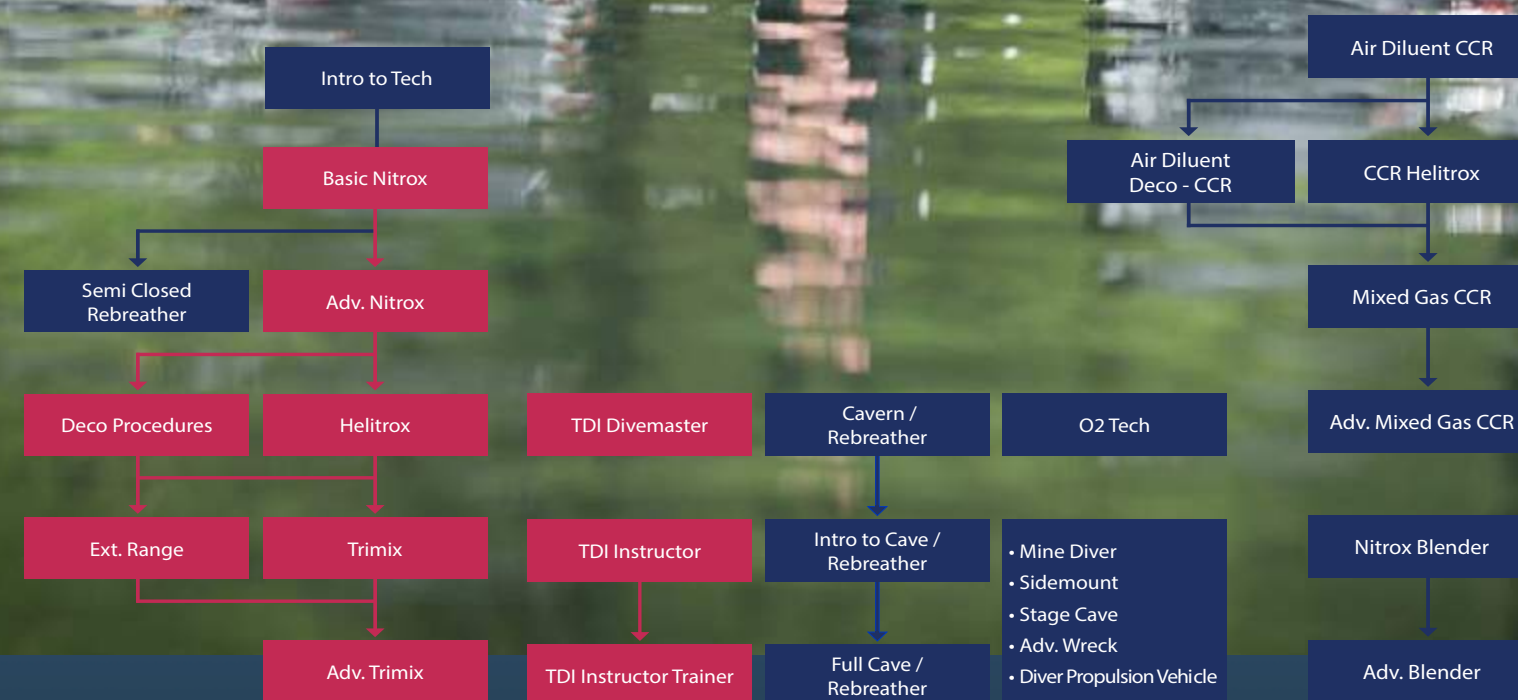 Intro to Tech
Basic Nitrox
Semi Closed
Rebreather
Adv. Nitrox
Deco Procedures
Helitrox
Ext. Range
Trimix
Adv. Trimix
TDI Divemaster
TDI Instructor
TDI Instructor Trainer
Cavern /
Rebreather
Intro to Cave /
Rebreather
Full Cave /
Rebreather
O2 Tech
• Mine Diver
• Sidemount
• Stage Cave
• Adv. Wreck
• Diver Propulsion Vehicle
Air Diluent CCR
Air Diluent
Deco - CCR
CCR Helitrox
Mixed Gas CCR
Adv. Mixed Gas CCR
Nitrox Blender
Adv. Blender